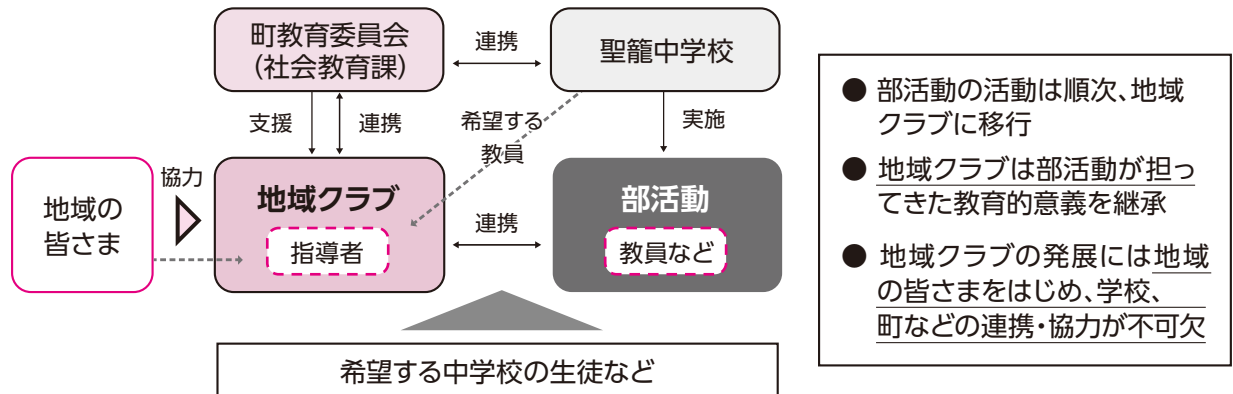 町教育委員会
(社会教育課)
連携
聖籠中学校
支援
連携
希望する
教員
実施
地域の
皆さま
協力
地域クラブ
指導者
連携
部活動
教員など
希望する中学校の生徒など
● 部活動の活動は順次、地域
クラブに移行
● 地域クラブは部活動が担っ
てきた教育的意義を継承
● 地域クラブの発展には地域
の皆さまをはじめ、学校、
町などの連携・協力が不可欠